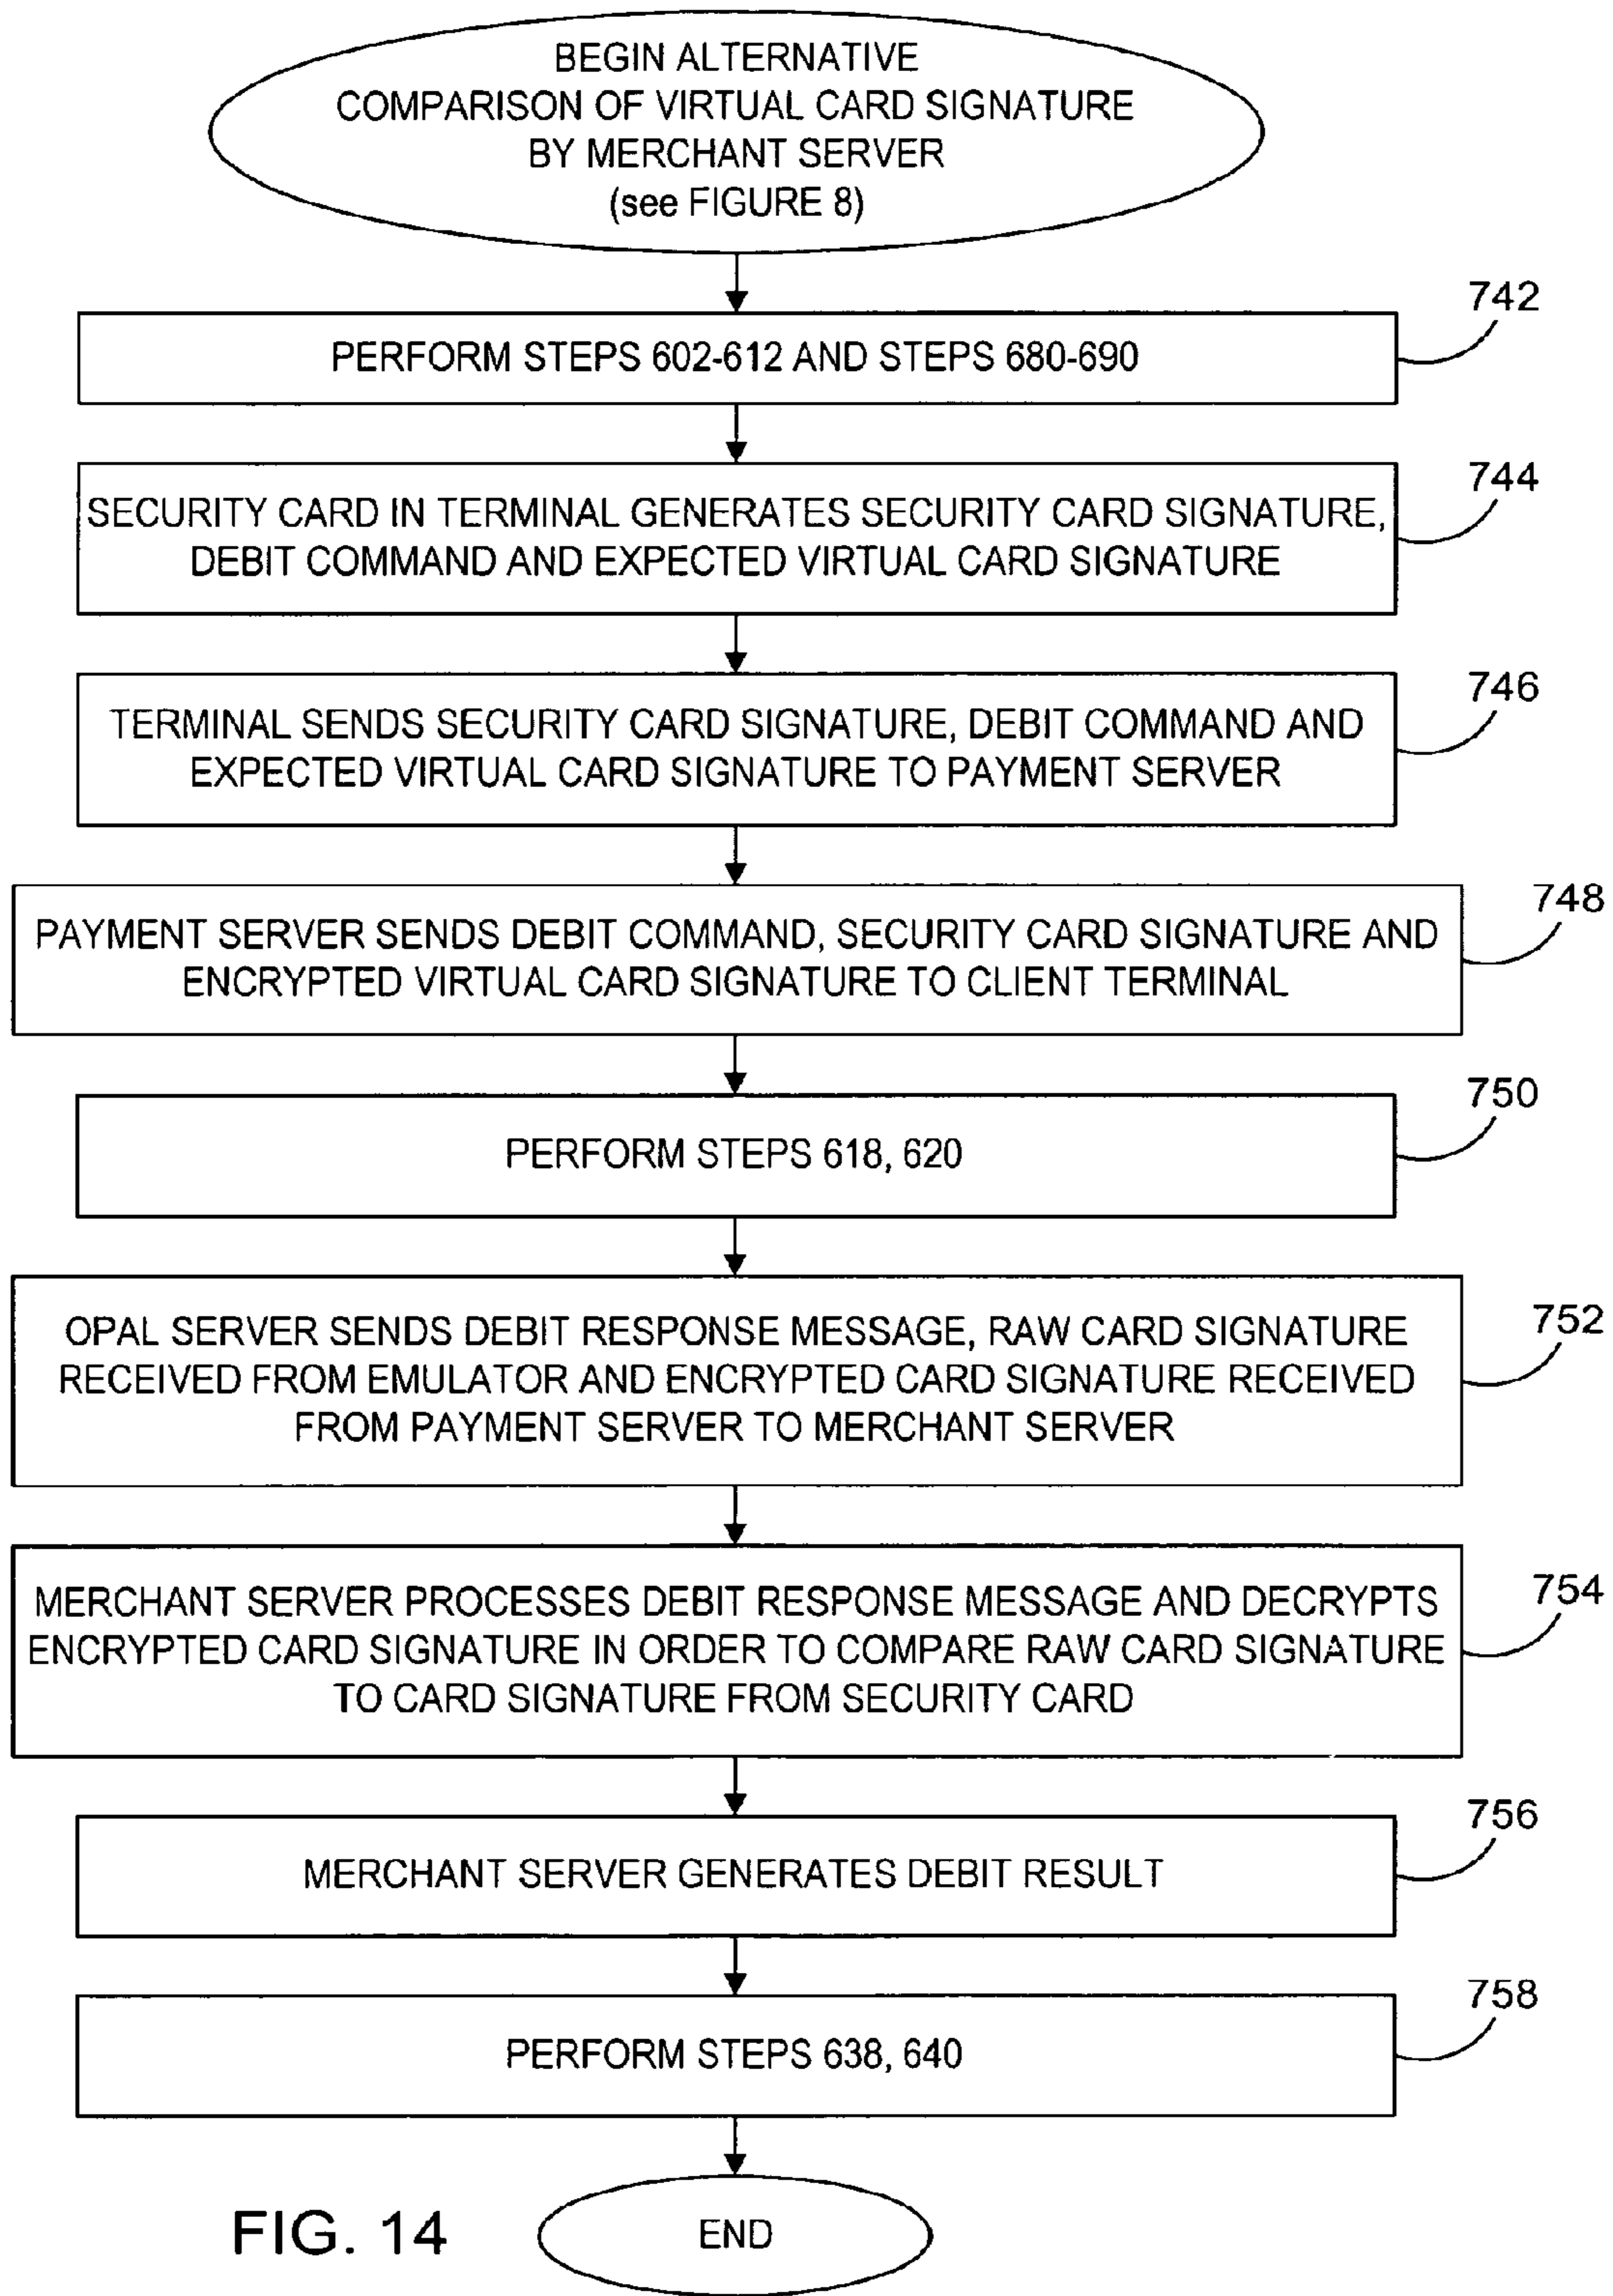 BEGIN ALTERNATIVE
COMPARISON OF VIRTUAL CARD SIGNATURE
BY MERCHANT SERVER
(see FIGURE 8)
742
PERFORM STEPS 602-612 AND STEPS 680-690
744
SECURITY CARD IN TERMINAL GENERATES SECURITY CARD SIGNATURE,
DEBIT COMMAND AND EXPECTED VIRTUAL CARD SIGNATURE
746
TERMINAL SENDS SECURITY CARD SIGNATURE, DEBIT COMMAND AND
EXPECTED VIRTUAL CARD SIGNATURE TO PAYMENT SERVER
748
PAYMENT SERVER SENDS DEBIT COMMAND, SECURITY CARD SIGNATURE AND
ENCRYPTED VIRTUAL CARD SIGNATURE TO CLIENT TERMINAL
750
PERFORM STEPS 618, 620
752
OPAL SERVER SENDS DEBIT RESPONSE MESSAGE, RAW CARD SIGNATURE
RECEIVED FROM EMULATOR AND ENCRYPTED CARD SIGNATURE RECEIVED
FROM PAYMENT SERVER TO MERCHANT SERVER
754
MERCHANT SERVER PROCESSES DEBIT RESPONSE MESSAGE AND DECRYPTS
ENCRYPTED CARD SIGNATURE IN ORDER TO COMPARE RAW CARD SIGNATURE
TO CARD SIGNATURE FROM SECURITY CARD
756
MERCHANT SERVER GENERATES DEBIT RESULT
758
PERFORM STEPS 638, 640
FIG. 14
END